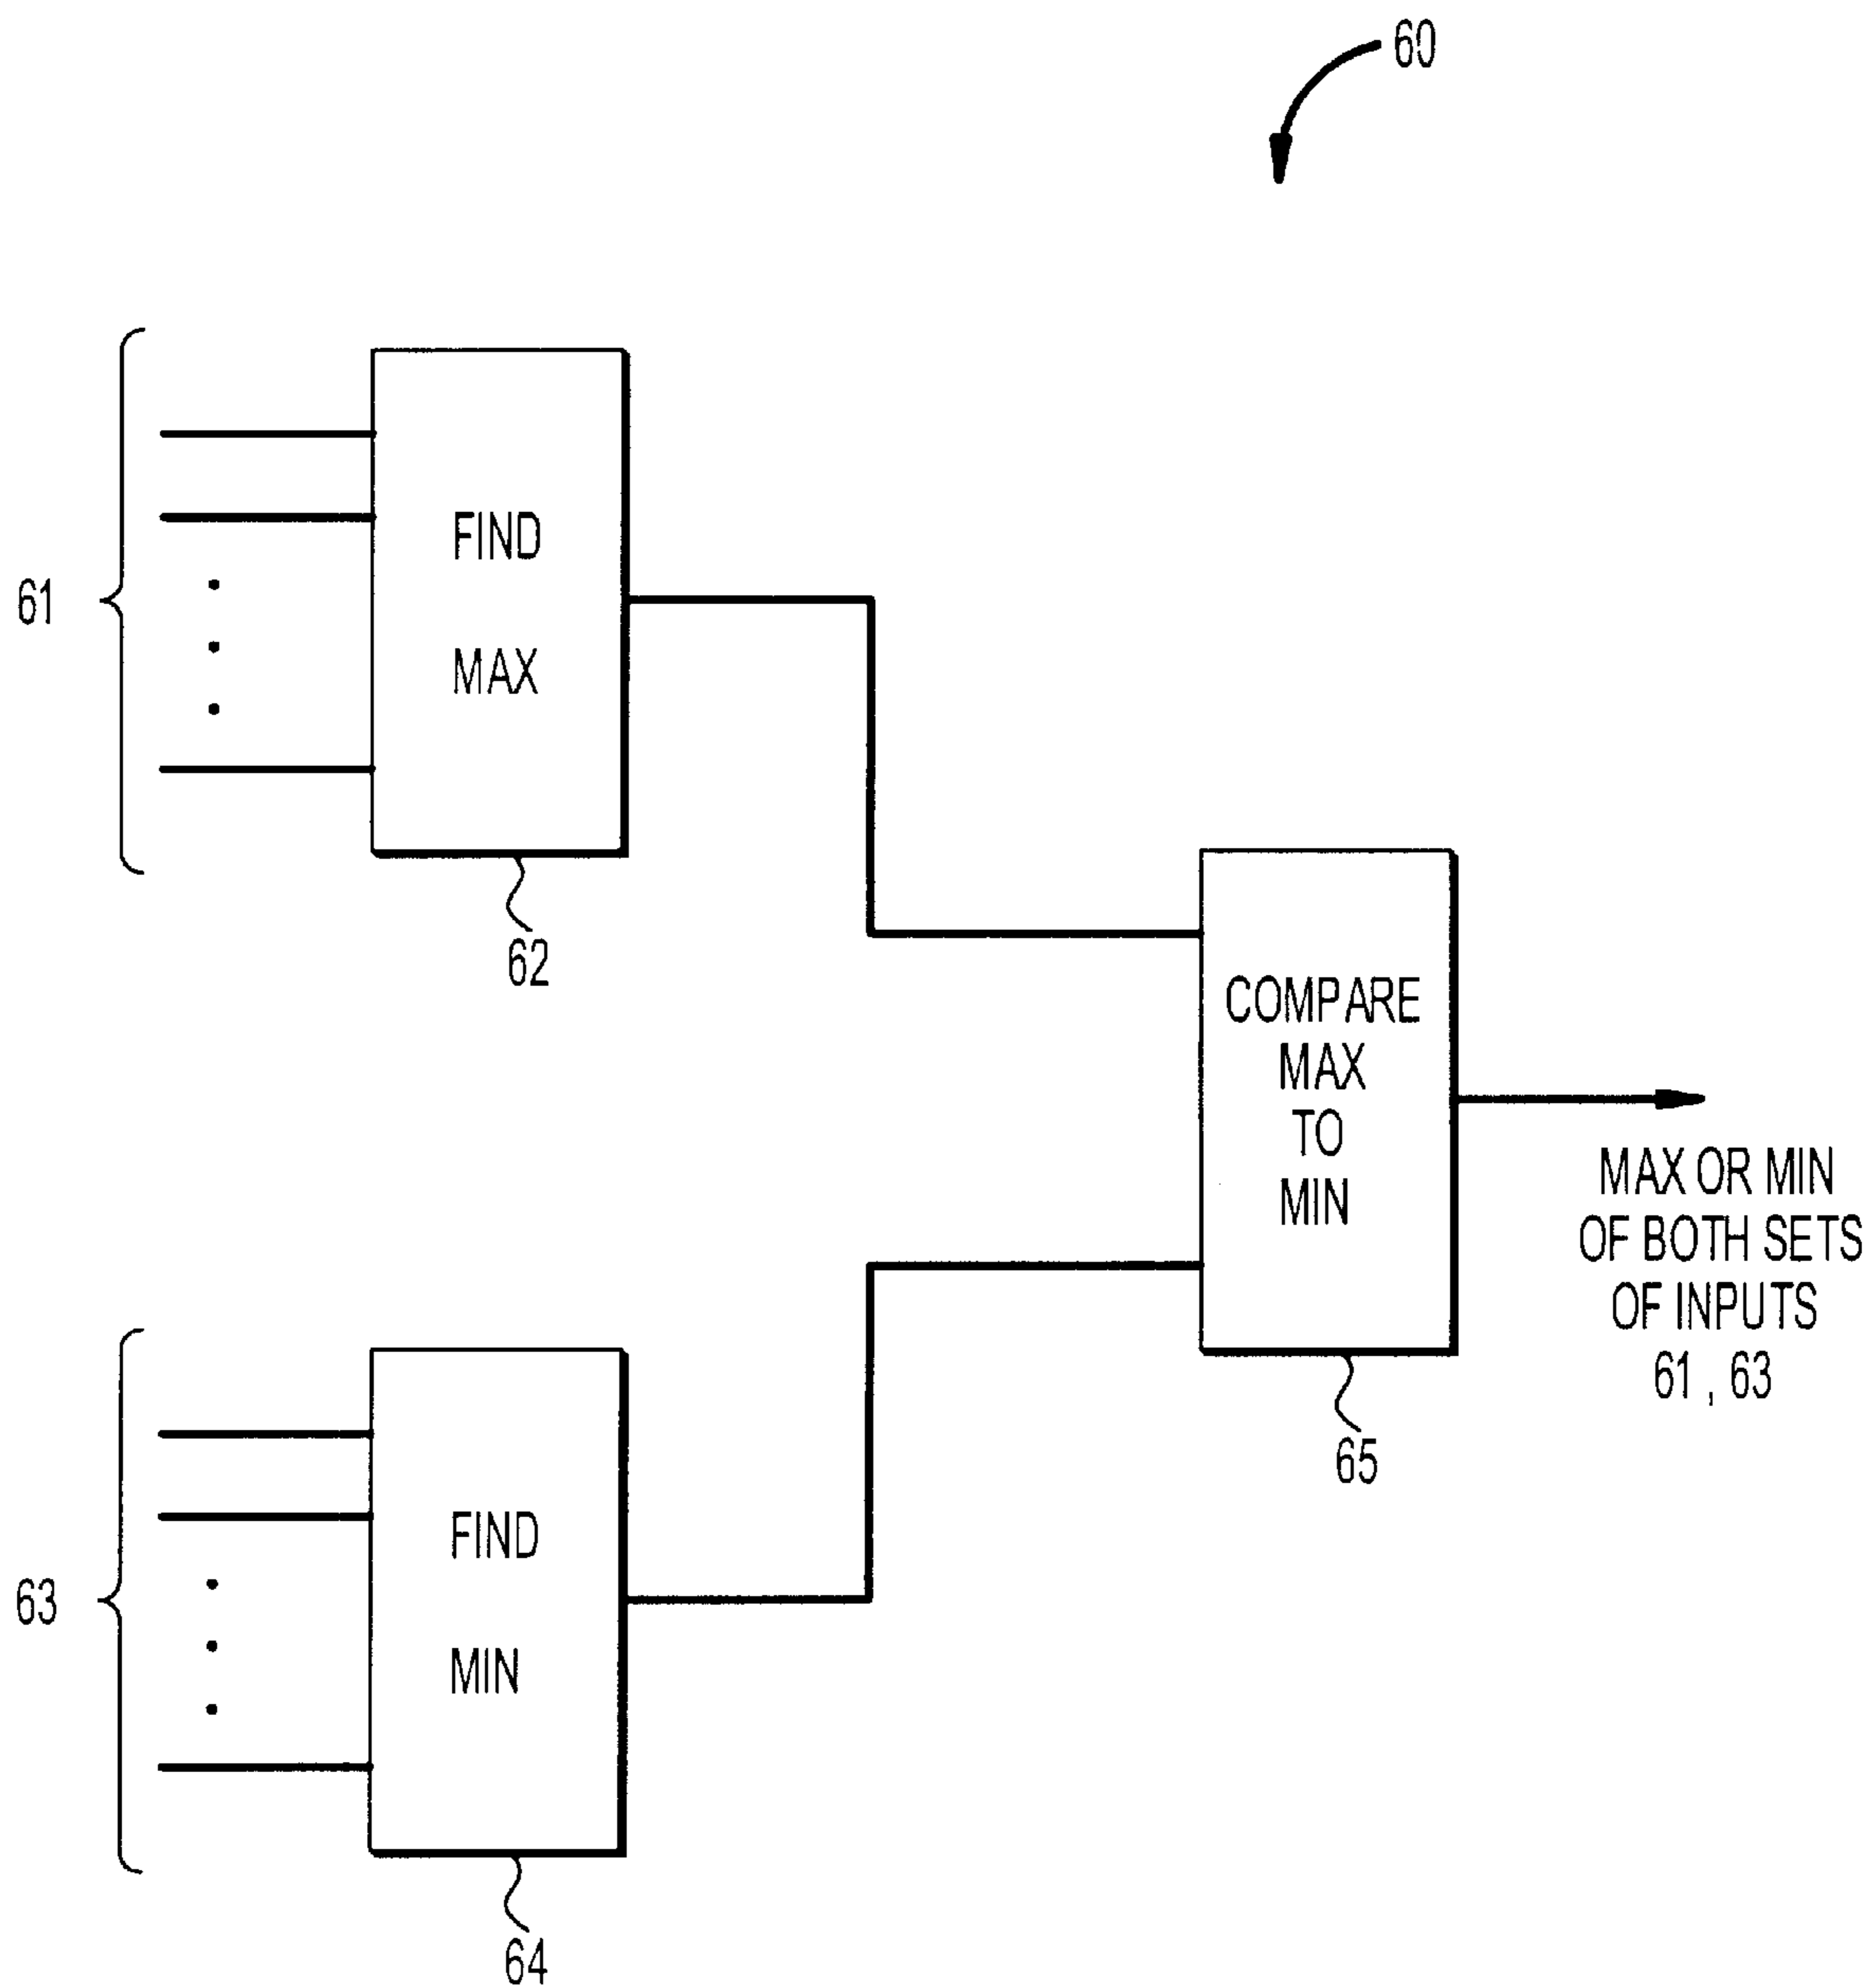 60
61
FIND
MAX
62
COMPARE
MAX
TO
MIN
65
MAX OR MIN
OF BOTH SETS
OF INPUTS
61, 63
63
FIND
MIN
64